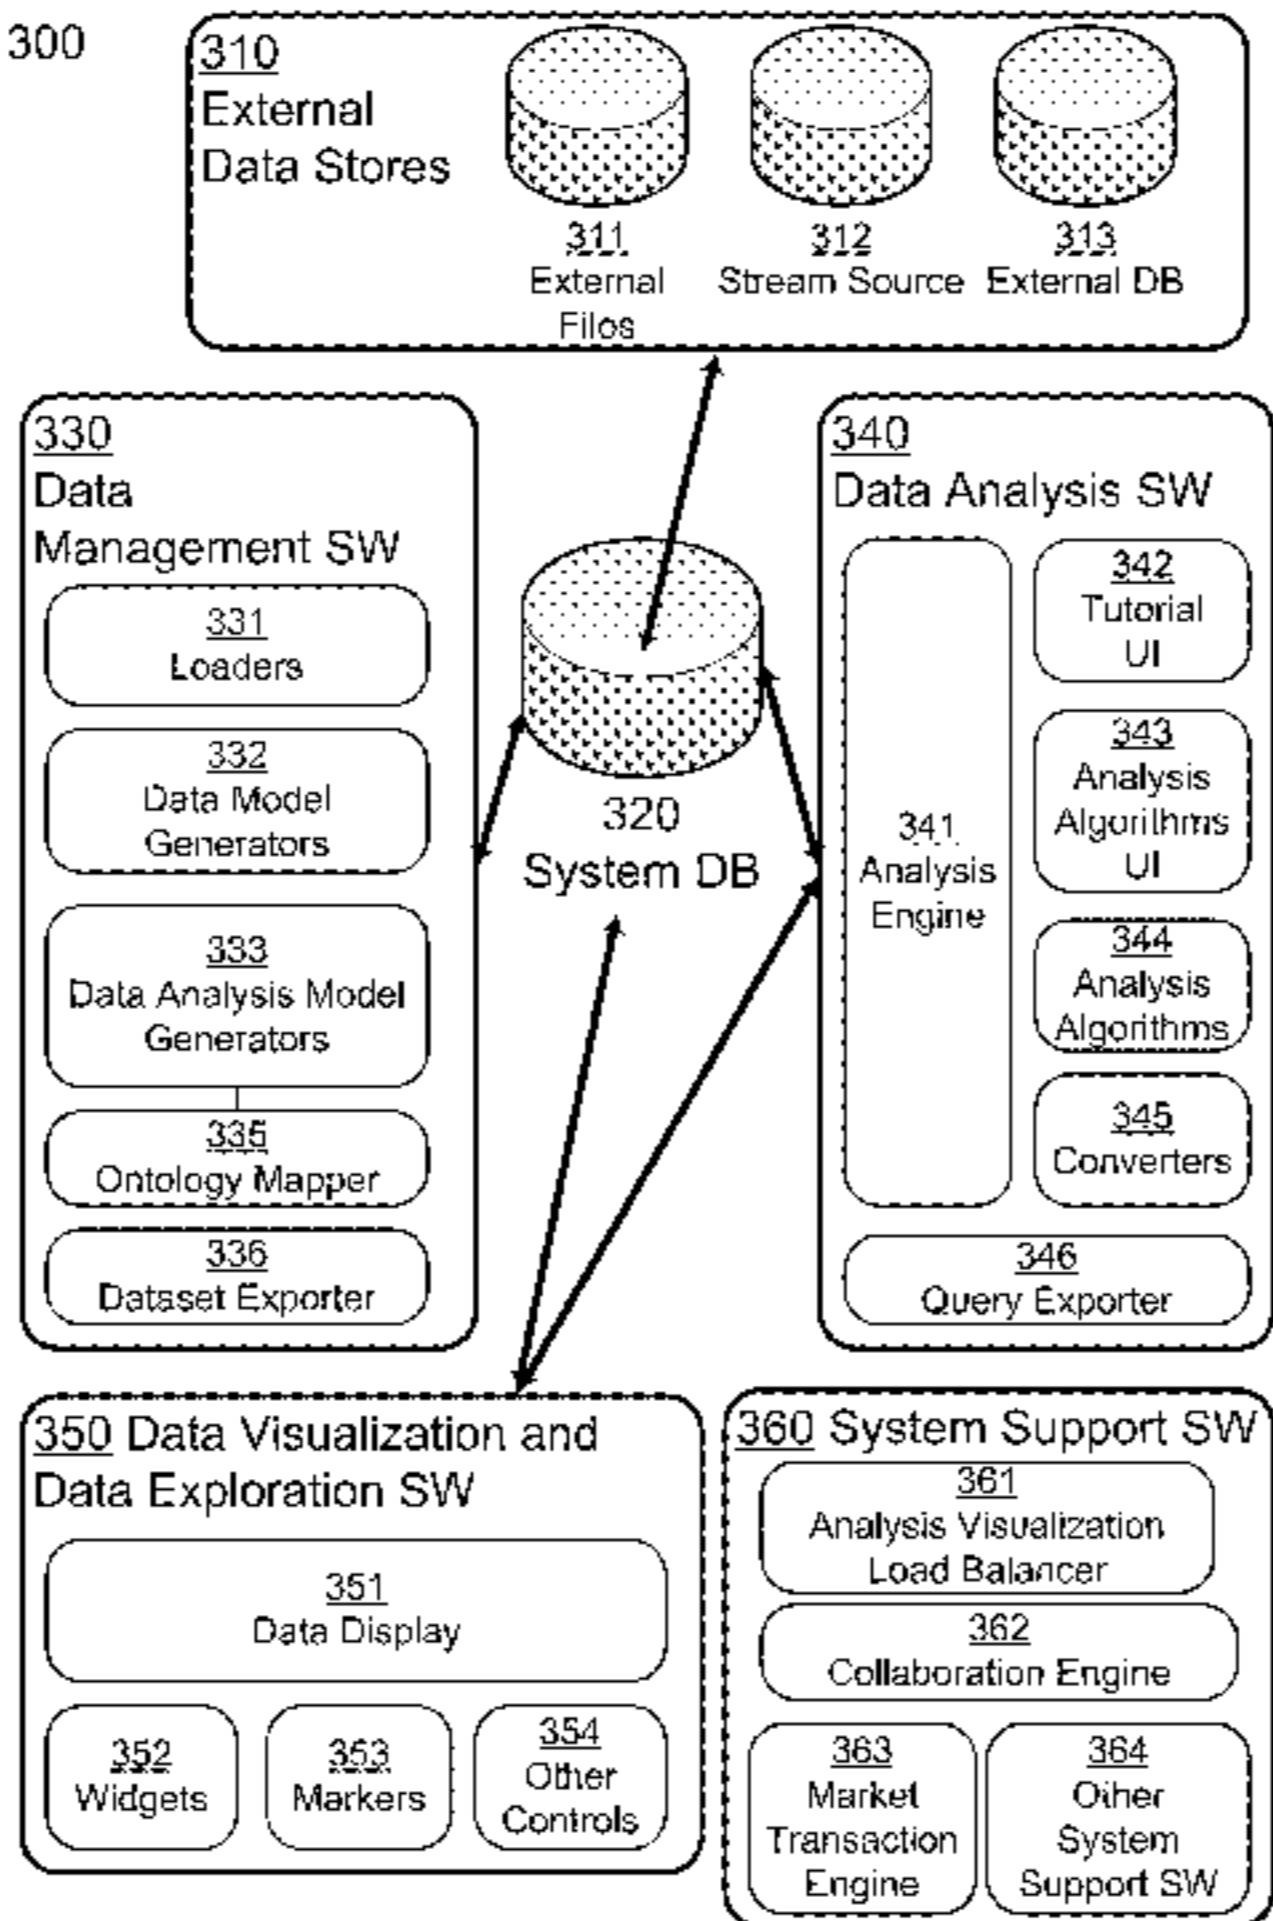 300
310
External
Data Stores
311
External
Filos
312
Stream Source
313
External DB
330
Data
Management SW
331
Loaders
332
Data Model
Generators
333
Data Analysis Model
Generators
335
Ontology Mapper
336
Dataset Exporter
320
System DB
340
Data Analysis SW
341
Analysis
Engine
342
Tutorial
UI
343
Analysis
Algorithms
UI
344
Analysis
Algorithms
345
Converters
346
Query Exporter
350 Data Visualization and
Data Exploration SW
351
Data Display
352
Widgets
353
Markers
354
Other
Controls
360 System Support SW
361
Analysis Visualization
Load Balancer
362
Collaboration Engine
363
Market
Transaction
Engine
364
Other
System
Support SW